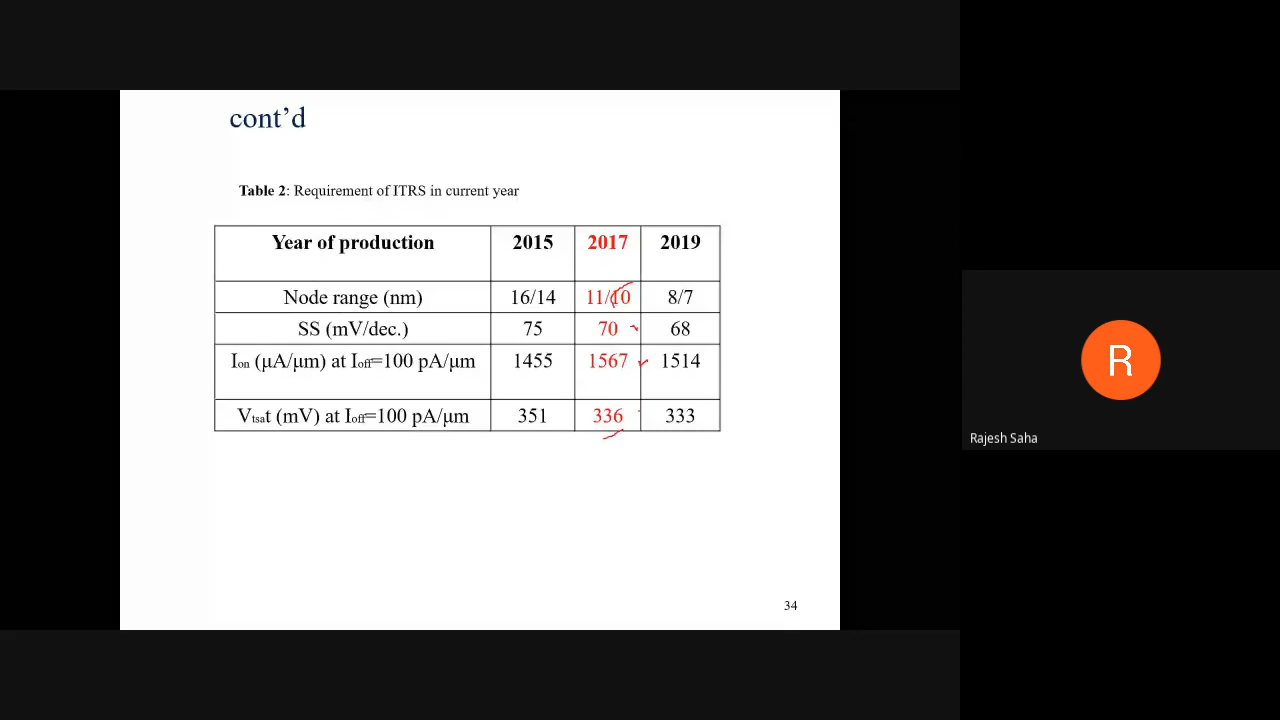 cont’d
Table 2: Requirement of ITRS in current year
Year of production 2015 2017 2019
Node range (nm) 16/14 11/10 8/7
SS (mV/dec.) 75 70 68
Ion (μA/μm) at Ioff=100 pA/μm 1455 1567 1514
Vtsat (mV) at Ioff=100 pA/μm 351 336 333
34
R
Rajesh Saha